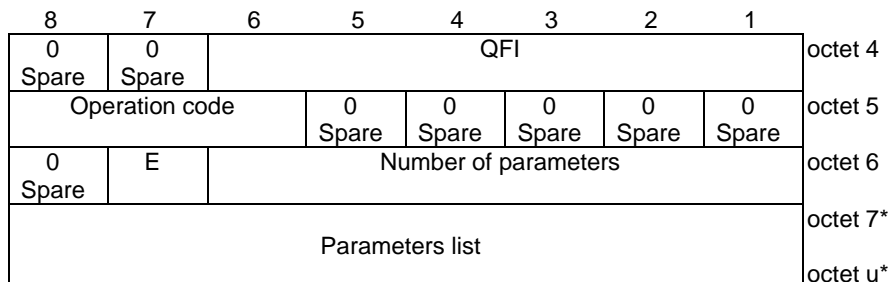 8 7 6 5 4 3 2 1
0 0 QFI octet 4
Spare Spare
Operation code 0 0 0 0 0 octet 5
Spare Spare Spare Spare Spare
0 E Number of parameters octet 6
Spare
octet 7*
Parameters list
octet u*